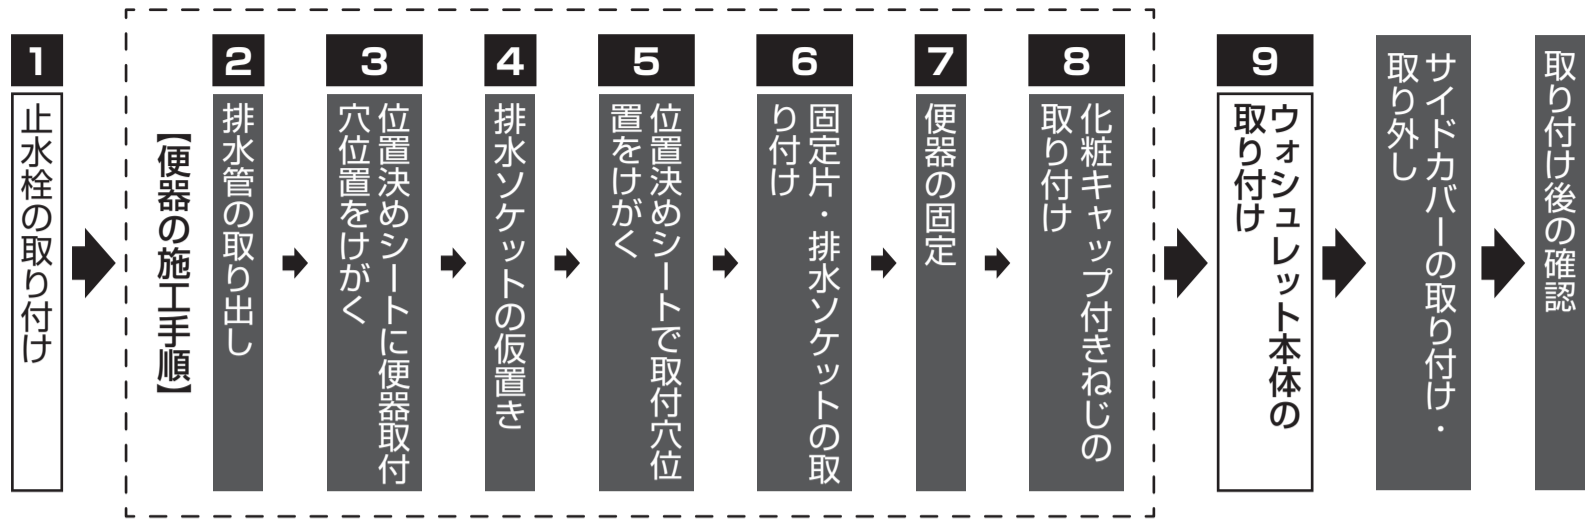 1
止水栓の取り付け
【便器の施工手順】
2
排水管の取り出し
3
位置決めシートに便器取付
穴位置をけがく
4
排水ソケットの仮置き
5
位置決めシートで取付穴位
置をけがく
6
固定片・排水ソケットの取
り付け
7
便器の固定
8
化粧キャップ付きねじの
取り付け
9
ウォシュレット本体の
取り付け
サイドカバーの取り付け・
取り外し
取り付け後の確認